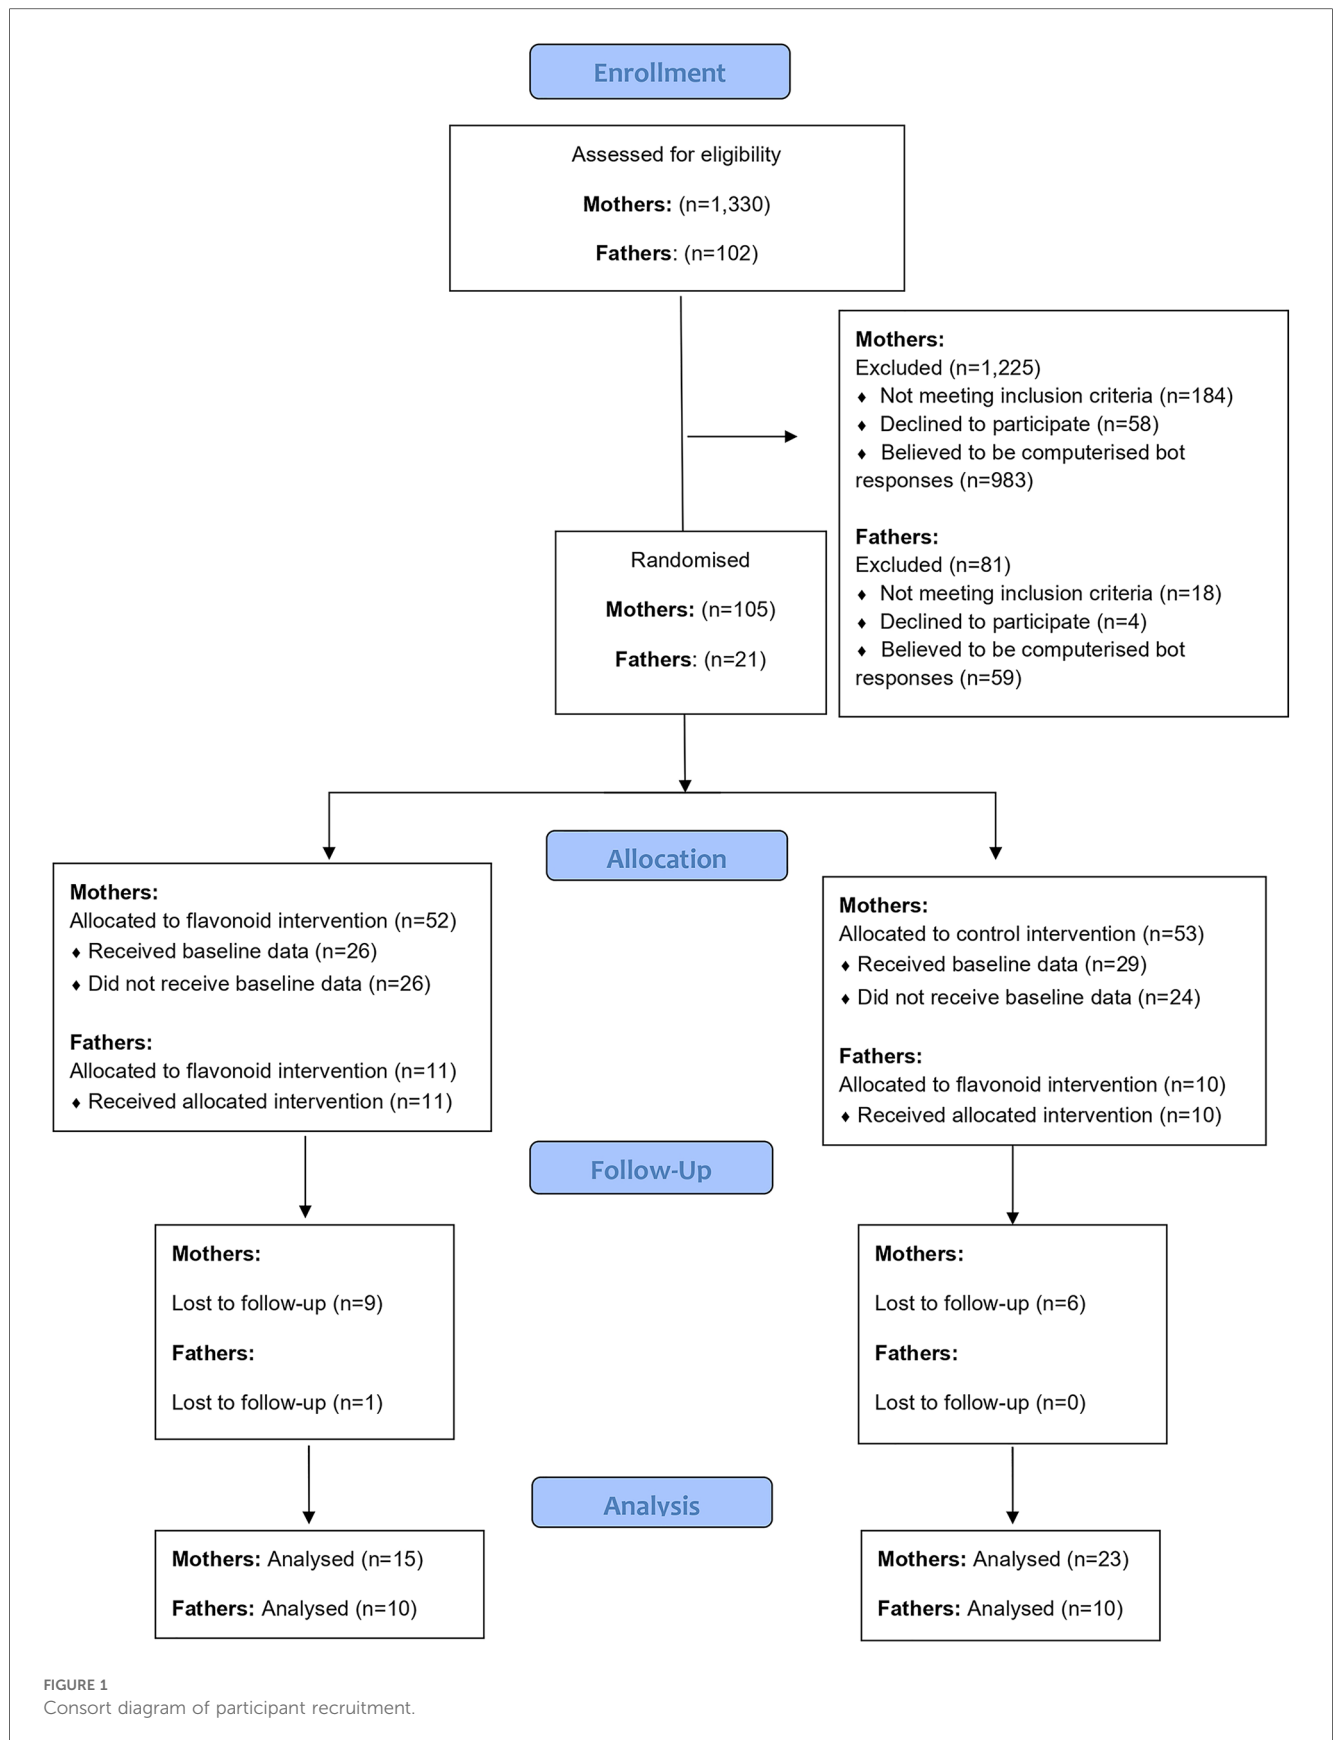 Enrollment
Assessed for eligibility
Mothers: (n=1,330)
Fathers: (n=102)
Mothers:
Excluded (n=1,225)
♦ Not meeting inclusion criteria (n=184)
♦ Declined to participate (n=58)
♦ Believed to be computerised bot
responses (n=983)
Fathers:
Excluded (n=81)
♦ Not meeting inclusion criteria (n=18)
♦ Declined to participate (n=4)
♦ Believed to be computerised bot
responses (n=59)
Randomised
Mothers: (n=105)
Fathers: (n=21)
Allocation
Mothers:
Allocated to flavonoid intervention (n=52)
♦ Received baseline data (n=26)
♦ Did not receive baseline data (n=26)
Fathers:
Allocated to flavonoid intervention (n=11)
♦ Received allocated intervention (n=11)
Mothers:
Allocated to control intervention (n=53)
♦ Received baseline data (n=29)
♦ Did not receive baseline data (n=24)
Fathers:
Allocated to flavonoid intervention (n=10)
♦ Received allocated intervention (n=10)
Follow-Up
Mothers:
Lost to follow-up (n=9)
Fathers:
Lost to follow-up (n=1)
Mothers:
Lost to follow-up (n=6)
Fathers:
Lost to follow-up (n=0)
Analysis
Mothers: Analysed (n=15)
Fathers: Analysed (n=10)
Mothers: Analysed (n=23)
Fathers: Analysed (n=10)
FIGURE 1
Consort diagram of participant recruitment.